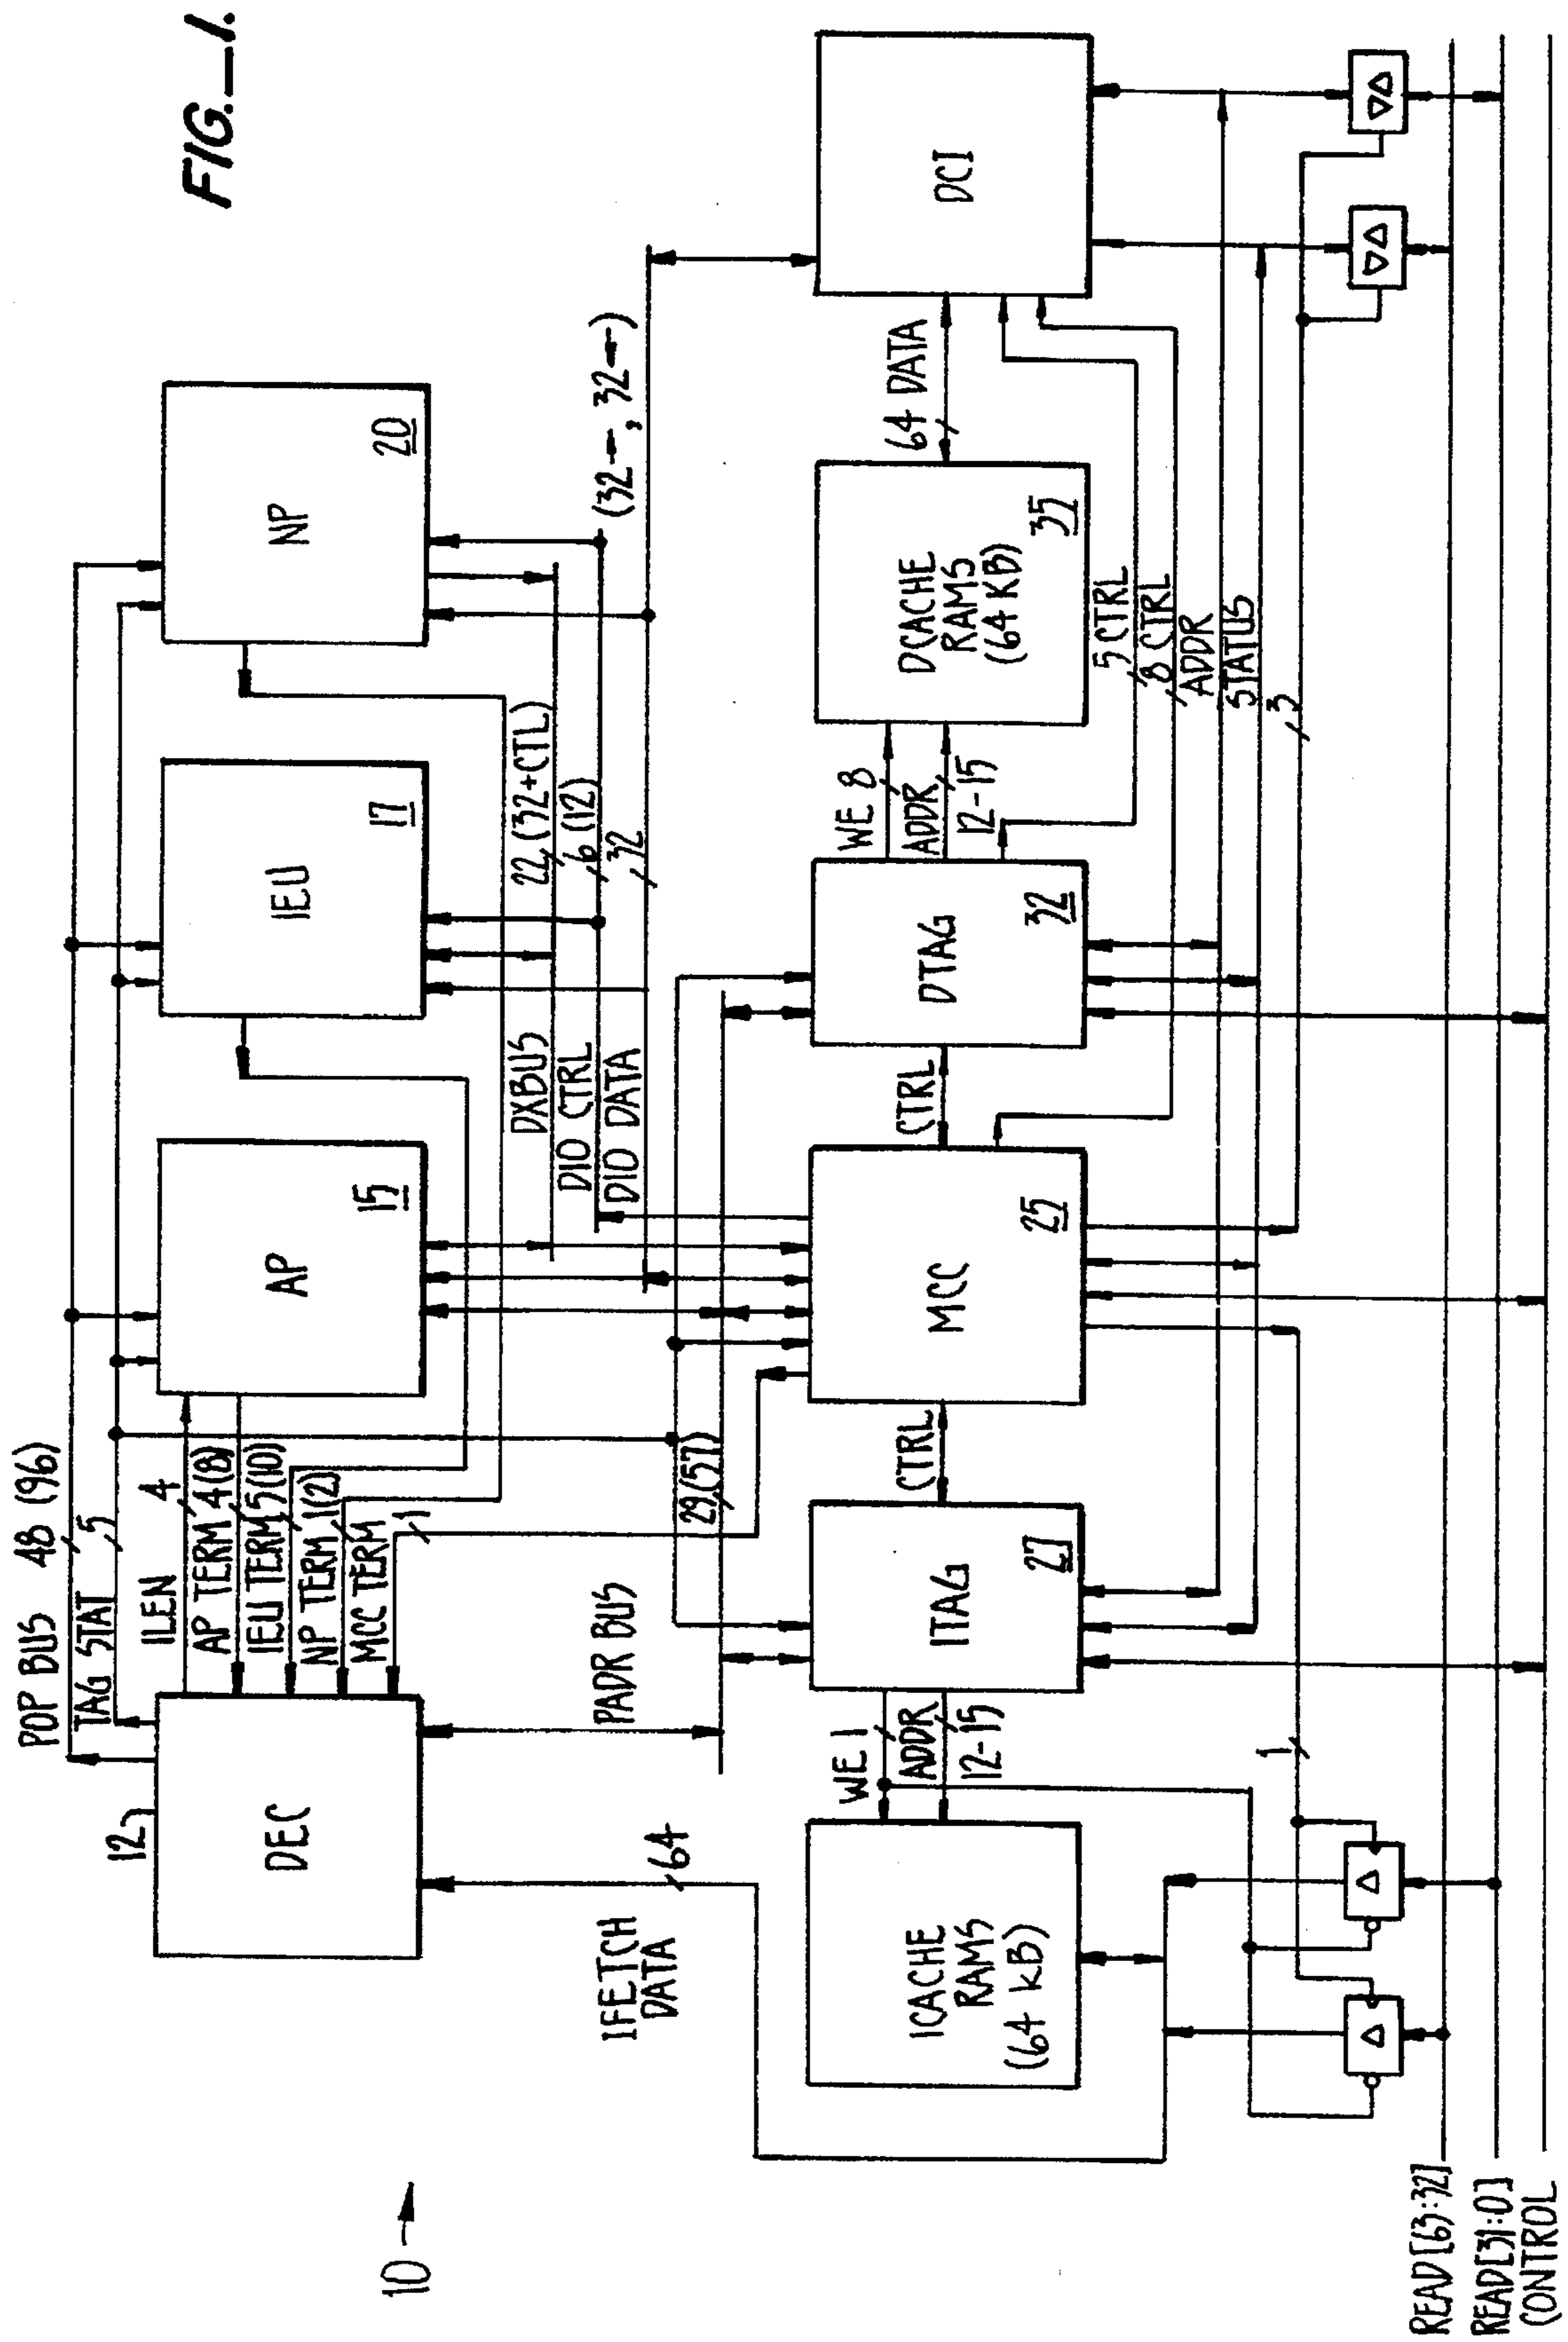 FIG._1.
POP BUS 48 (96)
TAG STAT 5
12
DEC
ILEN 4
AP TERM 4(8)
IEU TERM 5(10)
NP TERM 1(2)
MCC TERM 1
AP
15
IEU
17
NP
20
DXBUS 22 (32+CTL)
DIO CTRL 6 (12)
DIO DATA 32
(32→, 32←)
PADR BUS 29 (57)
IFETCH
DATA
64
10
ICACHE
RAMS
(64 KB)
WE 1
ADDR
12-15
ITAG
27
CTRL
MCC
25
CTRL
DTAG
32
WE 8
ADDR
12-15
DCACHE
RAMS
(64 KB)
35
64 DATA
DCI
5 CTRL
8 CTRL
ADDR
STATUS
3
1
READ[63:32]
READ[31:0]
CONTROL